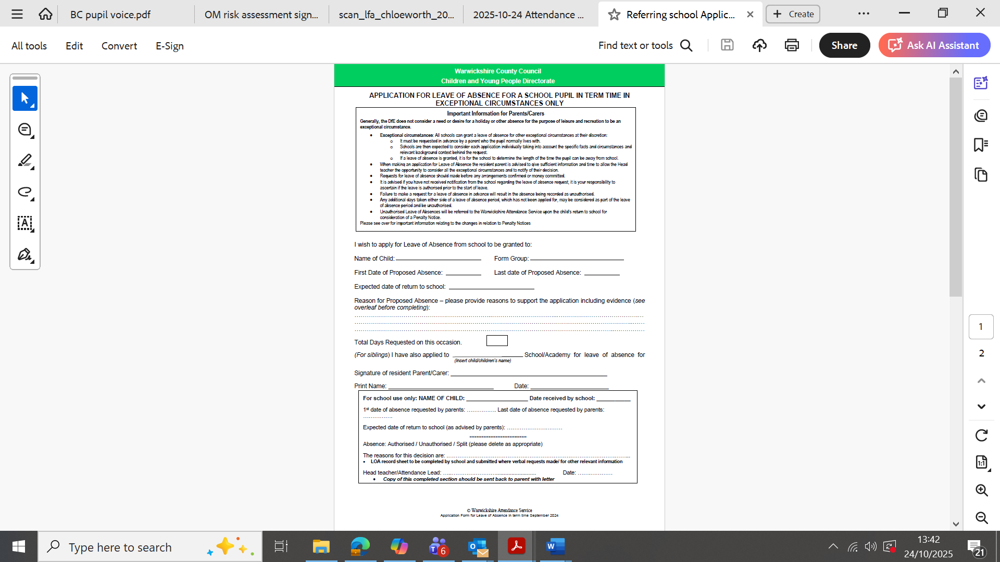 BC pupil voice.pdf
OM risk assessment sign...
scan_lfa_chloeworth_20...
2025-10-24 Attendance ...
Referring school Applic...
Create
All tools
Edit
Convert
E-Sign
Find text or tools
Share
Ask AI Assistant
Warwickshire County Council
Children and Young People Directorate
APPLICATION FOR LEAVE OF ABSENCE FOR A SCHOOL PUPIL IN TERM TIME IN
EXCEPTIONAL CIRCUMSTANCES ONLY
Important Information for Parents/Carers
Generally, the DfE does not consider a need or desire for a holiday or other absence for the purpose of leisure and recreation to be an
exceptional circumstance.
• Exceptional circumstances: All schools can grant a leave of absence for other exceptional circumstances at their discretion:
o It must be requested in advance by a parent who the pupil normally lives with.
o Schools are then expected to consider each application individually taking into account the specific facts and circumstances and
relevant background context behind the request.
o If a leave of absence is granted, it is for the school to determine the length of the time the pupil can be away from school.
• When making an application for Leave of Absence the resident parent is advised to give sufficient information and time to allow the Head
teacher the opportunity to consider all the exceptional circumstances and to notify of their decision.
• Requests for leave of absence should made before any arrangements confirmed or money committed.
• It is advised if you have not received notification from the school regarding the leave of absence request, it is your responsibility to
ascertain if the leave is authorised prior to the start of leave.
• Failure to make a request for a leave of absence in advance will result in the absence being recorded as unauthorised.
• Any additional days taken either side of a leave of absence period, which has not been applied for, may be considered as part of the leave
of absence period and be unauthorised.
• Unauthorised Leave of Absences will be referred to the Warwickshire Attendance Service upon the child's return to school for
consideration of a Penalty Notice.
Please see over for important information relating to the changes in relation to Penalty Notices
I wish to apply for Leave of Absence from school to be granted to:
Name of Child: ____________ Form Group: ____________
First Date of Proposed Absence: ______ Last date of Proposed Absence: ______
Expected date of return to school: ____________
Reason for Proposed Absence – please provide reasons to support the application including evidence (see
overleaf before completing):
Total Days Requested on this occasion.
(For siblings) I have also applied to ____________ School/Academy for leave of absence for
(Insert child/children's name)
Signature of resident Parent/Carer: ____________
Print Name: ____________ Date: ____________
For school use only: NAME OF CHILD: ____________ Date received by school: ______
1st date of absence requested by parents: ................ Last date of absence requested by parents:
................
Expected date of return to school (as advised by parents): ................
*********************************
Absence: Authorised / Unauthorised / Split (please delete as appropriate)
The reasons for this decision are: ................
• LOA record sheet to be completed by school and submitted where verbal requests made/ for other relevant information
Head teacher/Attendance Lead: ................ Date: ................
• Copy of this completed section should be sent back to parent with letter
© Warwickshire Attendance Service
Application Form for Leave of Absence in term time September 2024
1
2
1:1
Type here to search
6
13:42
24/10/2025
21